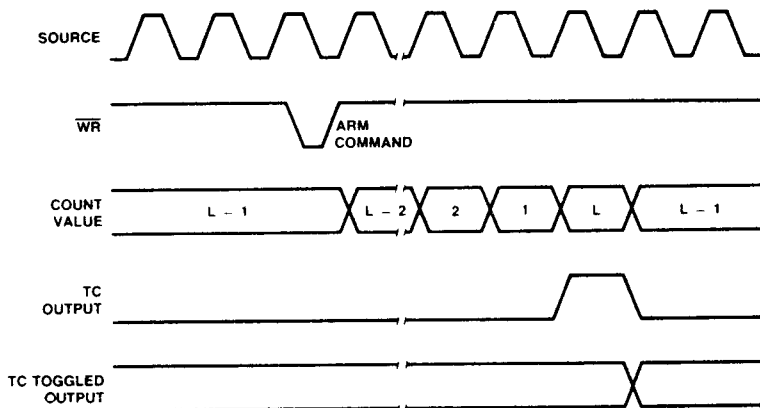 SOURCE
WR
ARM
COMMAND
COUNT
VALUE
L – 1
L – 2
2
1
L
L – 1
TC
OUTPUT
TC TOGGLED
OUTPUT